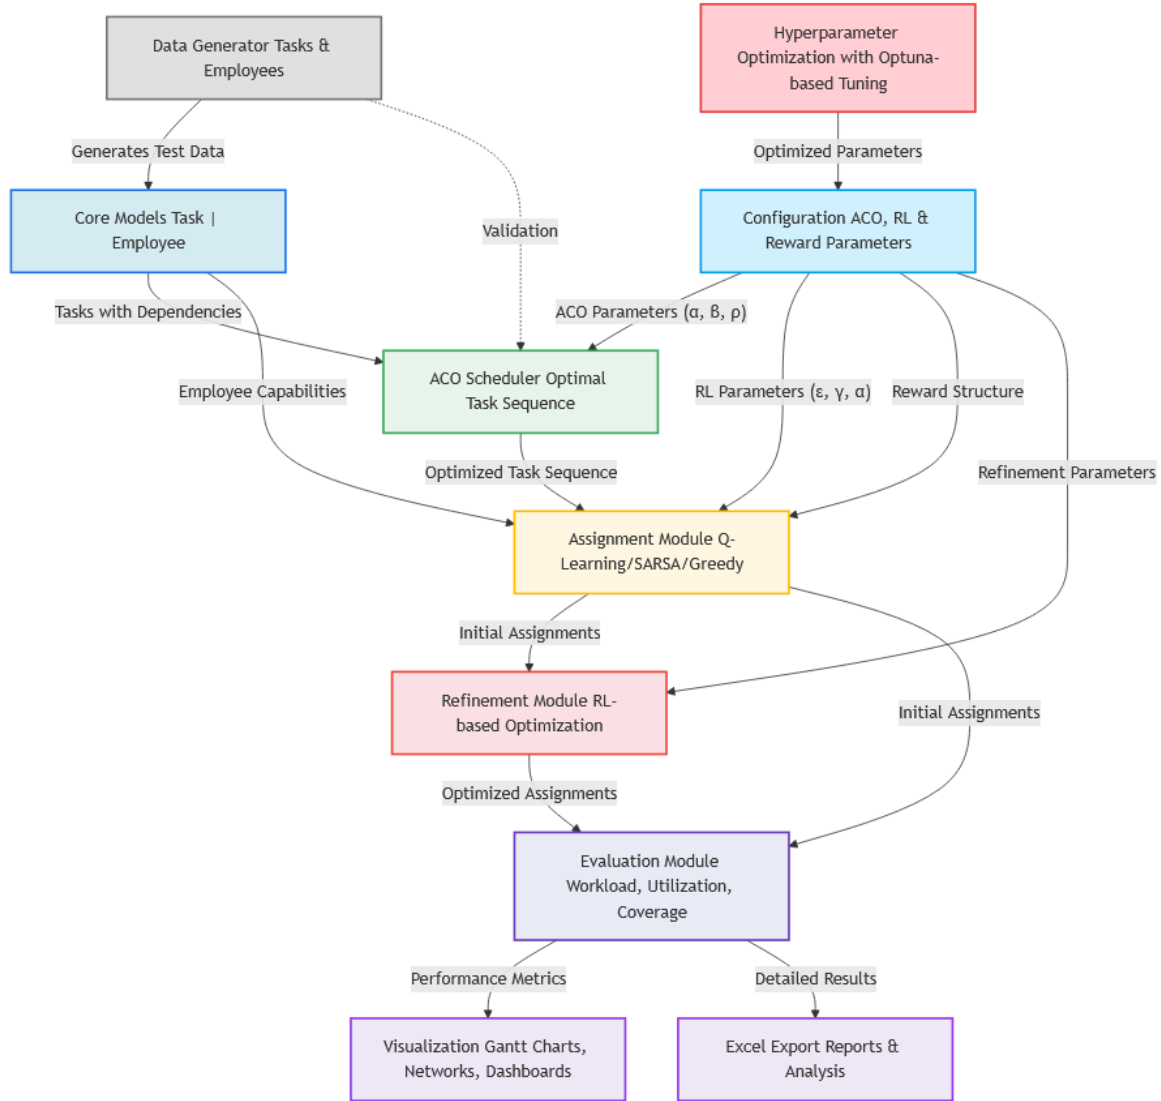 Data Generator Tasks &
Employees
Hyperparameter
Optimization with Optuna-
based Tuning
Generates Test Data
Optimized Parameters
Core Models Task |
Employee
Validation
Configuration ACO, RL &
Reward Parameters
Tasks with Dependencies
ACO Parameters (α, β, ρ)
Employee Capabilities
ACO Scheduler Optimal
Task Sequence
RL Parameters (ε, γ, α)
Reward Structure
Optimized Task Sequence
Refinement Parameters
Assignment Module Q-
Learning/SARSA/Greedy
Initial Assignments
Refinement Module RL-
based Optimization
Initial Assignments
Optimized Assignments
Evaluation Module
Workload, Utilization,
Coverage
Performance Metrics
Detailed Results
Visualization Gantt Charts,
Networks, Dashboards
Excel Export Reports &
Analysis